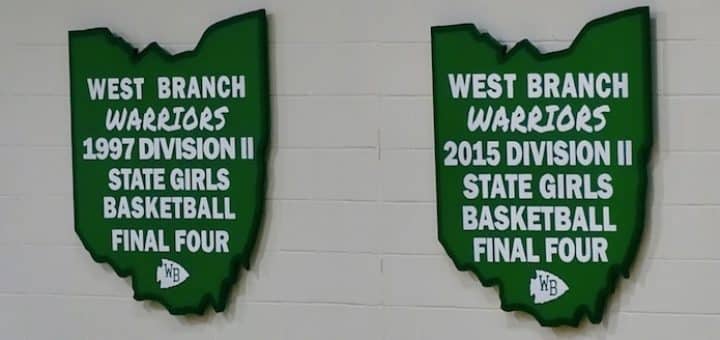 WEST BRANCH
WARRIORS
1997 DIVISION II
STATE GIRLS
BASKETBALL
FINAL FOUR
WB
WEST BRANCH
WARRIORS
2015 DIVISION II
STATE GIRLS
BASKETBALL
FINAL FOUR
WB